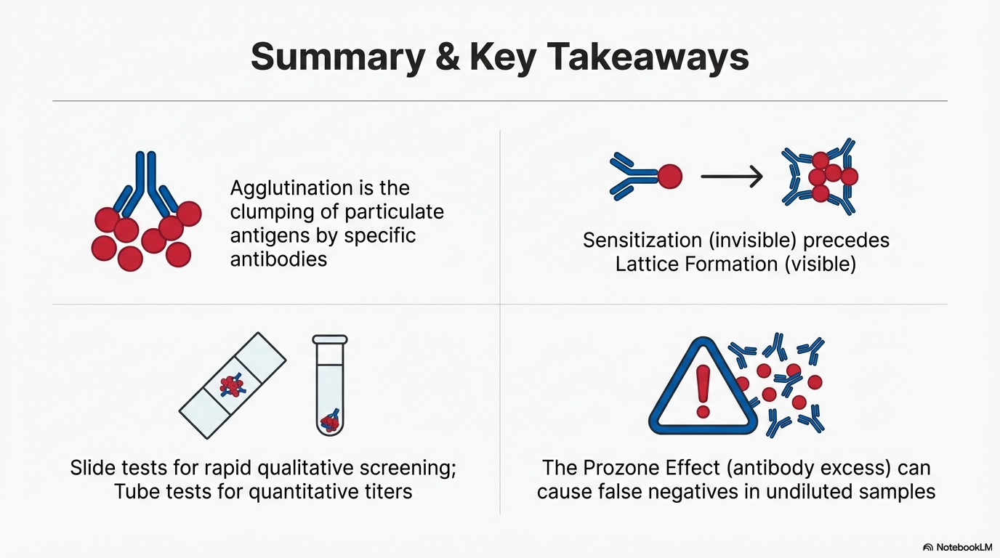 Summary & Key Takeaways
Agglutination is the
clumping of particulate
antigens by specific
antibodies
Sensitization (invisible) precedes
Lattice Formation (visible)
Slide tests for rapid qualitative screening;
Tube tests for quantitative titers
The Prozone Effect (antibody excess) can
cause false negatives in undiluted samples
NotebookLM